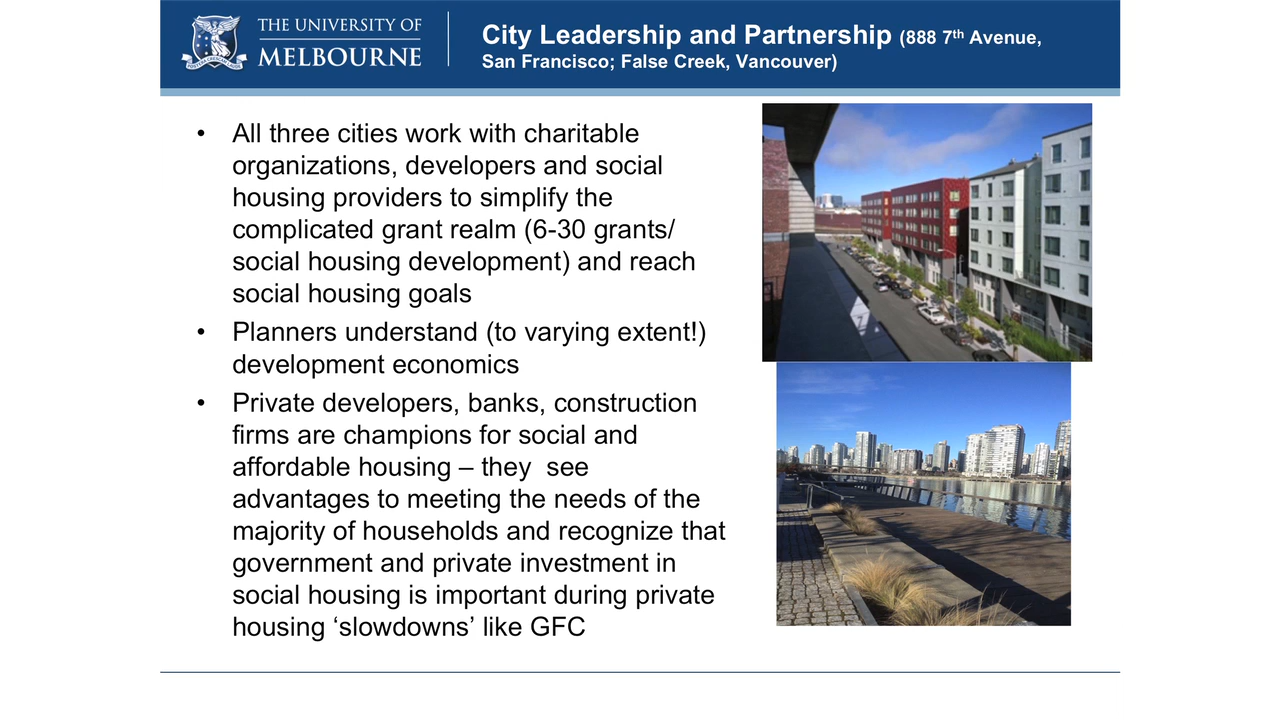 THE UNIVERSITY OF
MELBOURNE
City Leadership and Partnership (888 7th Avenue,
San Francisco; False Creek, Vancouver)
• All three cities work with charitable
organizations, developers and social
housing providers to simplify the
complicated grant realm (6-30 grants/
social housing development) and reach
social housing goals
• Planners understand (to varying extent!)
development economics
• Private developers, banks, construction
firms are champions for social and
affordable housing – they  see
advantages to meeting the needs of the
majority of households and recognize that
government and private investment in
social housing is important during private
housing ‘slowdowns’ like GFC